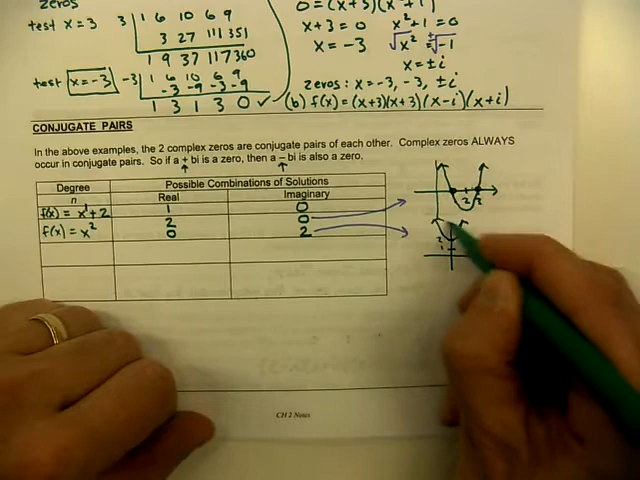 zeros
test x = 3 3 | 1 6 10 6 9
3 27 111 351
1 9 37 117 360
test x = -3 -3 | 1 6 10 6 9
-3 -9 -3 -9
1 3 1 3 0 ✓
x + 3 = 0 x² + 1 = 0
x = -3 √x² = ±√-1
x = ±i
zeros: x = -3, -3, ±i
(b) f(x) = (x+3)(x+3)(x-i)(x+i)
CONJUGATE PAIRS
In the above examples, the 2 complex zeros are conjugate pairs of each other. Complex zeros ALWAYS
occur in conjugate pairs. So if a + bi is a zero, then a – bi is also a zero.
Degree Possible Combinations of Solutions
n Real Imaginary
f(x) = x¹ + 2 1 0
f(x) = x² 2 0
0 2
CH 2 Notes